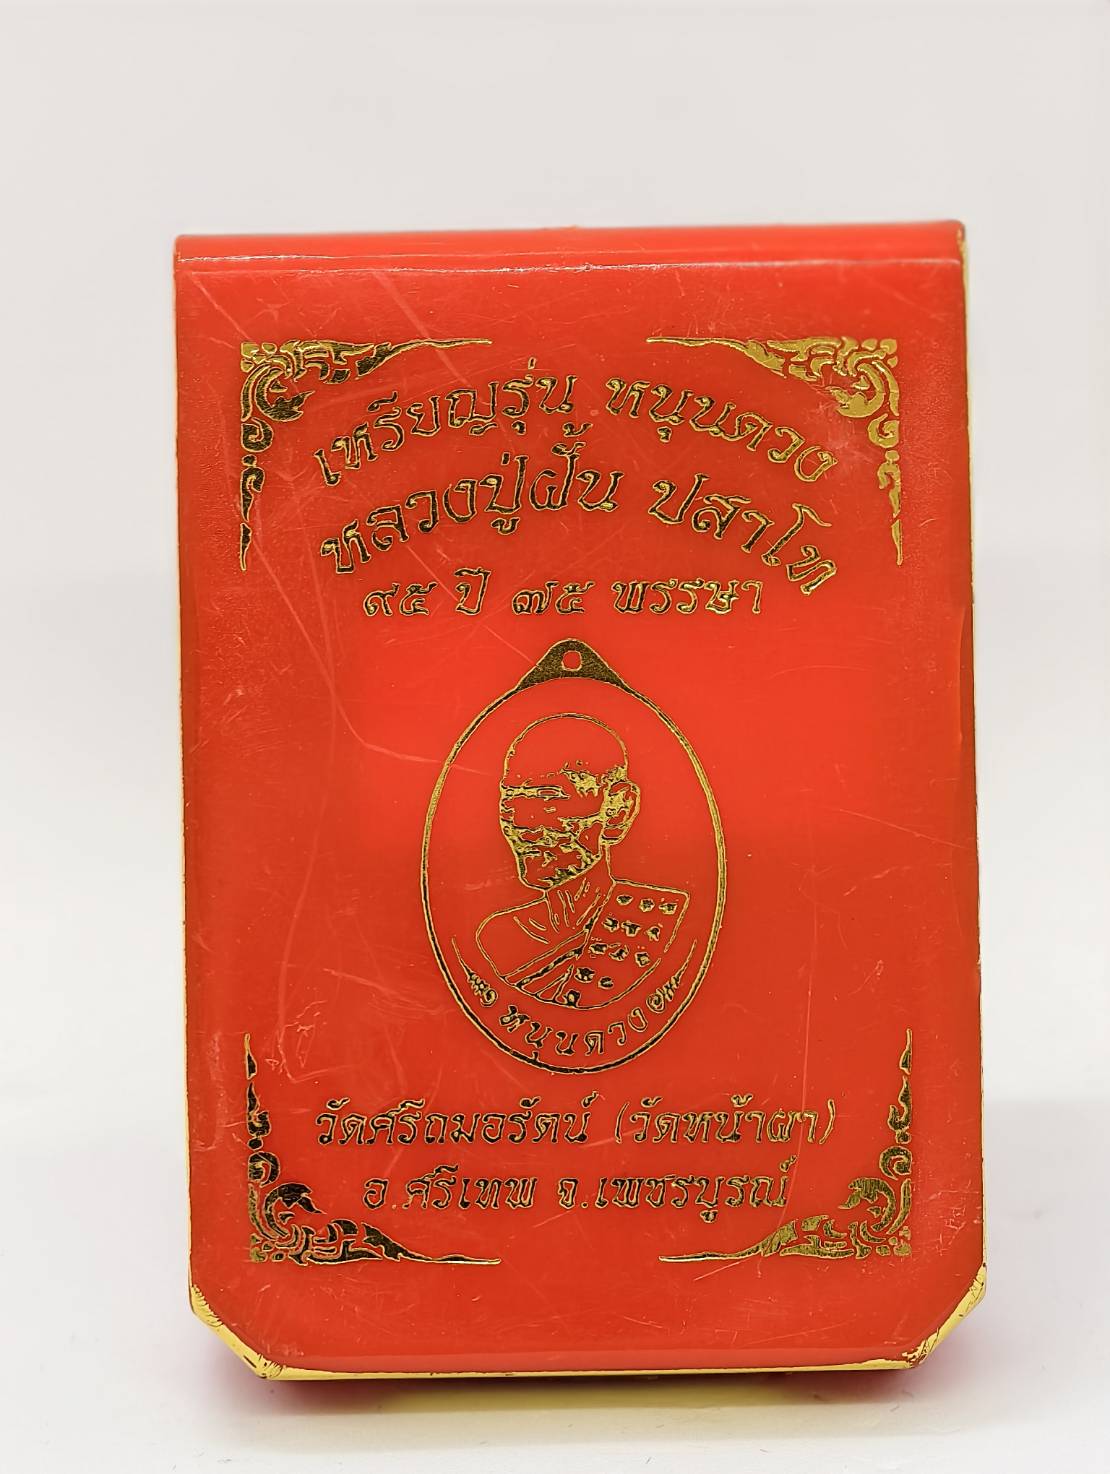 เหรียญรุ่น หนุนดวง
หลวงปู่ฝั้น ปสาโท
๙๕ ปี ๗๕ พรรษา
หนุนดวง
วัดศรีถมอรัตน์ (วัดหน้าผา)
อ.ศรีเทพ จ.เพชรบูรณ์